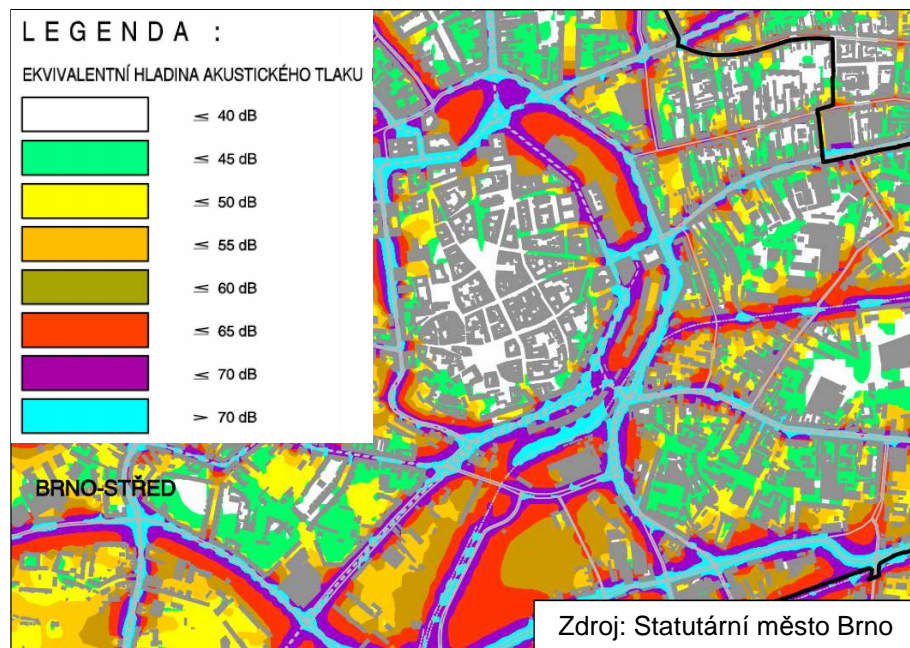 LEGENDA :
EKVIVALENTNÍ HLADINA AKUSTICKÉHO TLAKU
≤ 40 dB
≤ 45 dB
≤ 50 dB
≤ 55 dB
≤ 60 dB
≤ 65 dB
≤ 70 dB
> 70 dB
BRNO-STŘED
Zdroj: Statutární město Brno